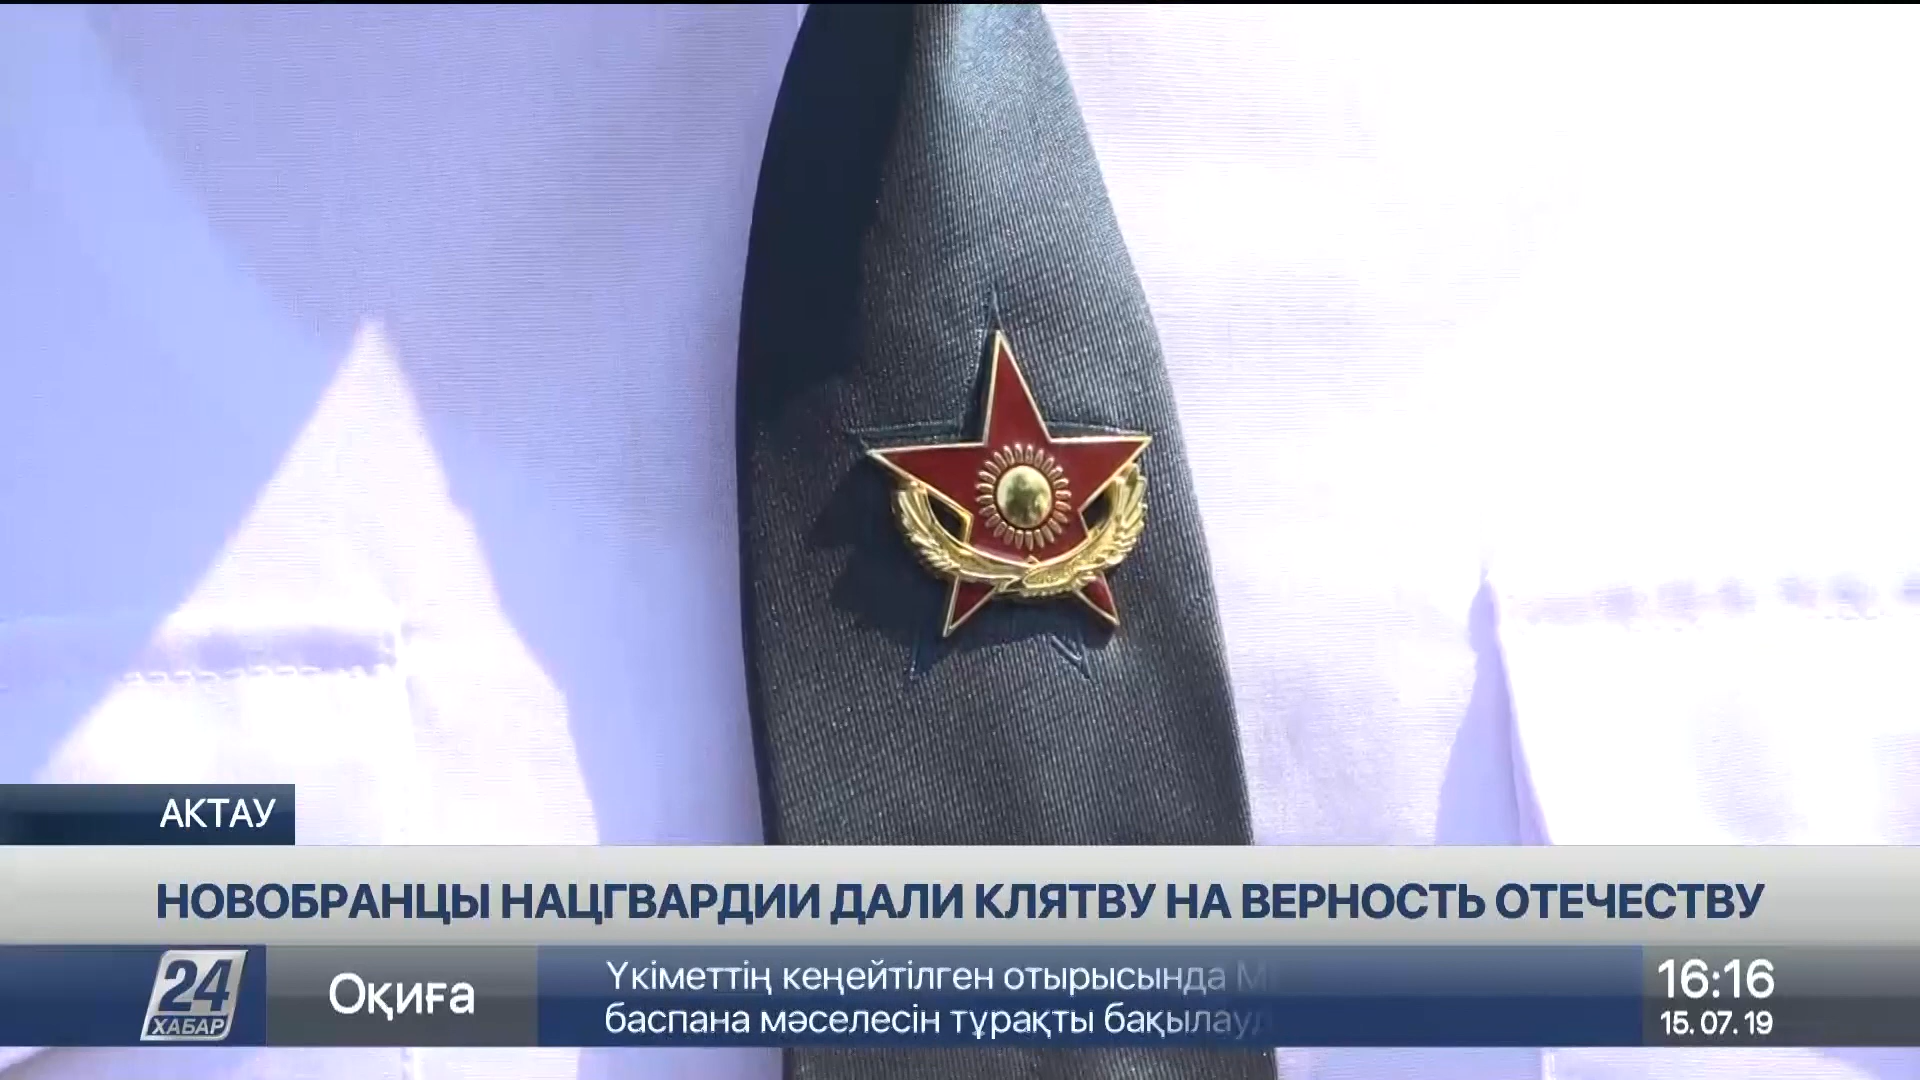 АКТАУ
НОВОБРАНЦЫ НАЦГВАРДИИ ДАЛИ КЛЯТВУ НА ВЕРНОСТЬ ОТЕЧЕСТВУ
24
ХАБАР
Оқиға
Үкіметтің кеңейтілген отырысында
баспана мәселесін тұрақты
16:16
15.07.19